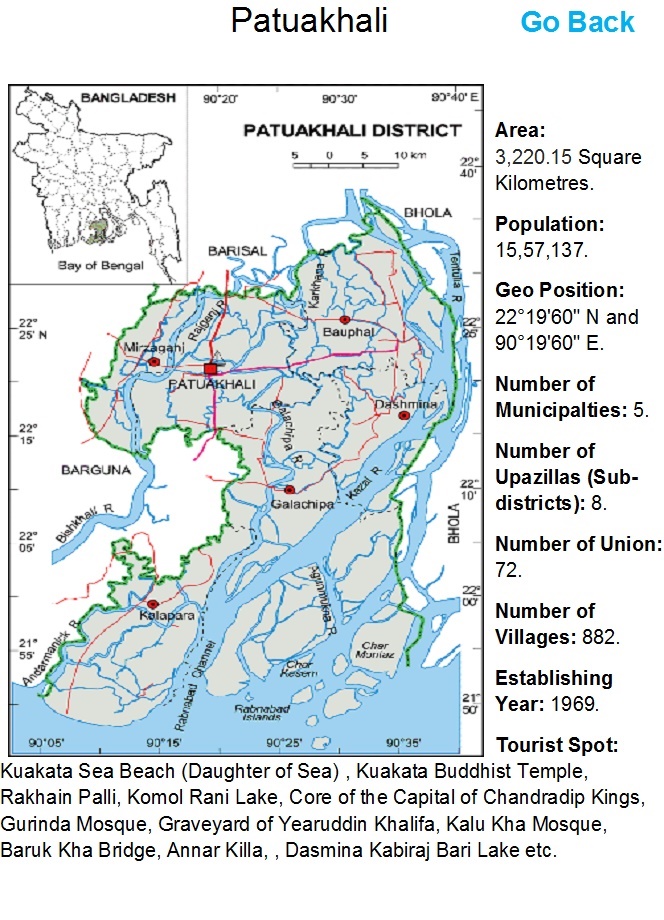 Patuakhali
Go Back
BANGLADESH
Bay of Bengal
90°20'
90°30'
90°40' E
PATUAKHALI DISTRICT
5 0 5 10 km
22°
40'
BHOLA
BARISAL
Tentulia R
Karkhana R
Rajganj R
22°
25' N
22°
25'
Bauphal
Mirzaganj
PATUAKHALI
Dashmina
Galachipa R
22°
15'
BARGUNA
Kazal R
22°
10'
Galachipa
Bishkhali R
BHOLA
22°
05'
Agunmukha R
22°
00'
Kalapara
Andarmanick R
21°
55'
Char
Montaz
Char
Kasem
Rabnabad Channel
Rabnabad
Islands
21°
50'
90°05'
90°15'
90°25'
90°35'
Area:
3,220.15 Square
Kilometres.
Population:
15,57,137.
Geo Position:
22°19'60" N and
90°19'60" E.
Number of
Municipalties: 5.
Number of
Upazillas (Sub-
districts): 8.
Number of Union:
72.
Number of
Villages: 882.
Establishing
Year: 1969.
Tourist Spot:
Kuakata Sea Beach (Daughter of Sea) , Kuakata Buddhist Temple,
Rakhain Palli, Komol Rani Lake, Core of the Capital of Chandradip Kings,
Gurinda Mosque, Graveyard of Yearuddin Khalifa, Kalu Kha Mosque,
Baruk Kha Bridge, Annar Killa, , Dasmina Kabiraj Bari Lake etc.